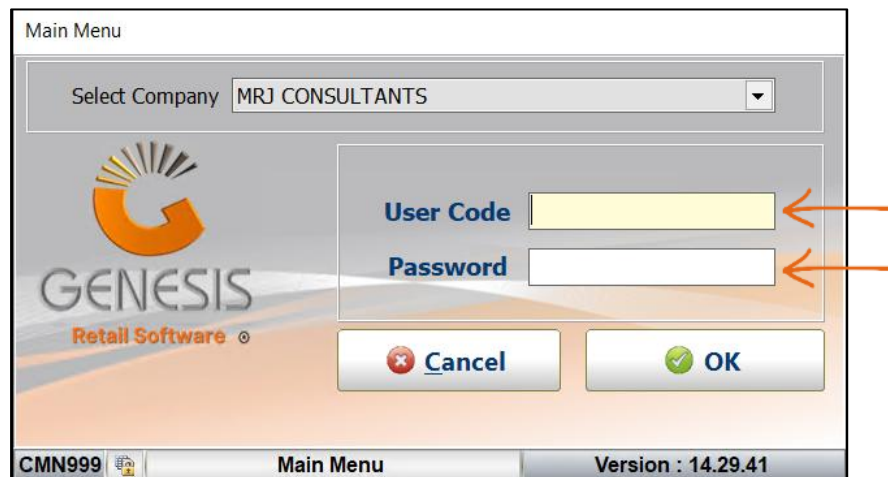 Main Menu
Select Company MRJ CONSULTANTS
User Code
Password
GENESIS
Retail Software ®
Cancel OK
CMN999 Main Menu Version : 14.29.41